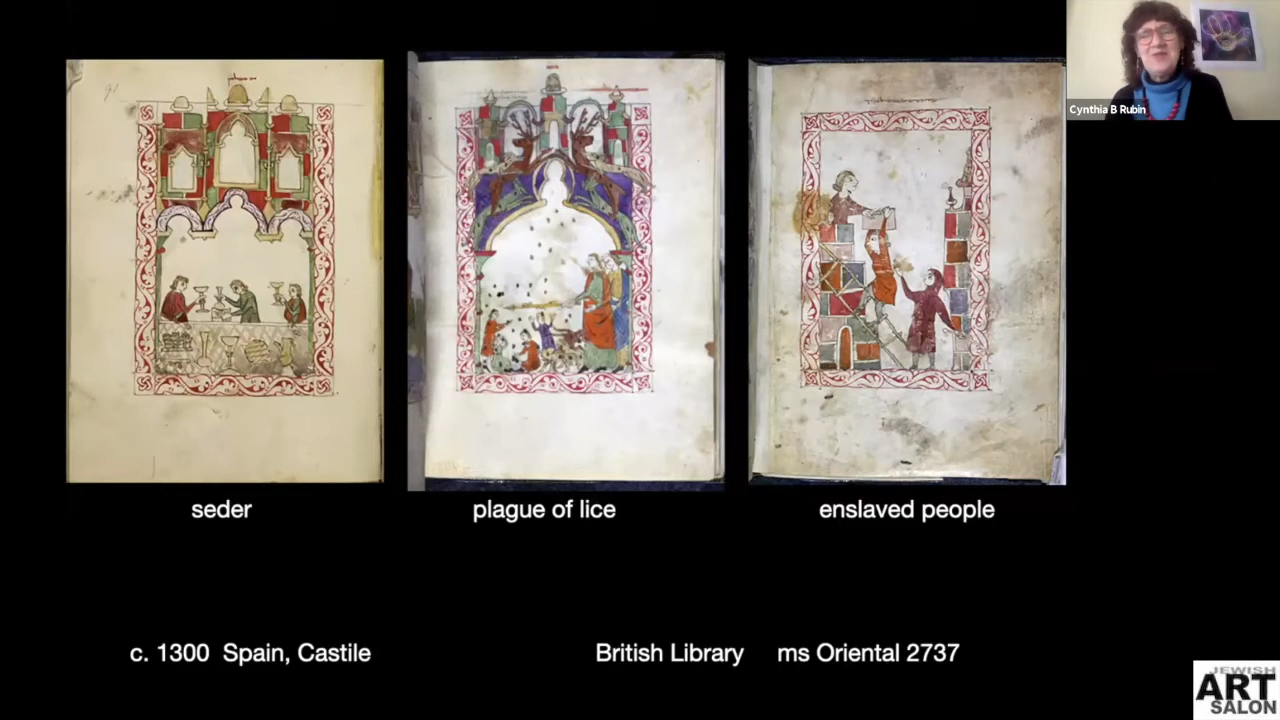 Cynthia B Rubin
seder
plague of lice
enslaved people
c. 1300 Spain, Castile
British Library ms Oriental 2737
JEWISH
ART
SALON